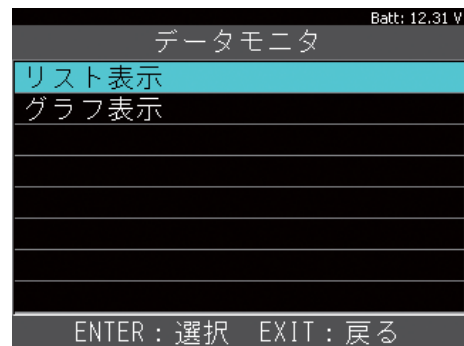 Batt: 12.31 V
データモニタ
リスト表示
グラフ表示
ENTER：選択 EXIT：戻る